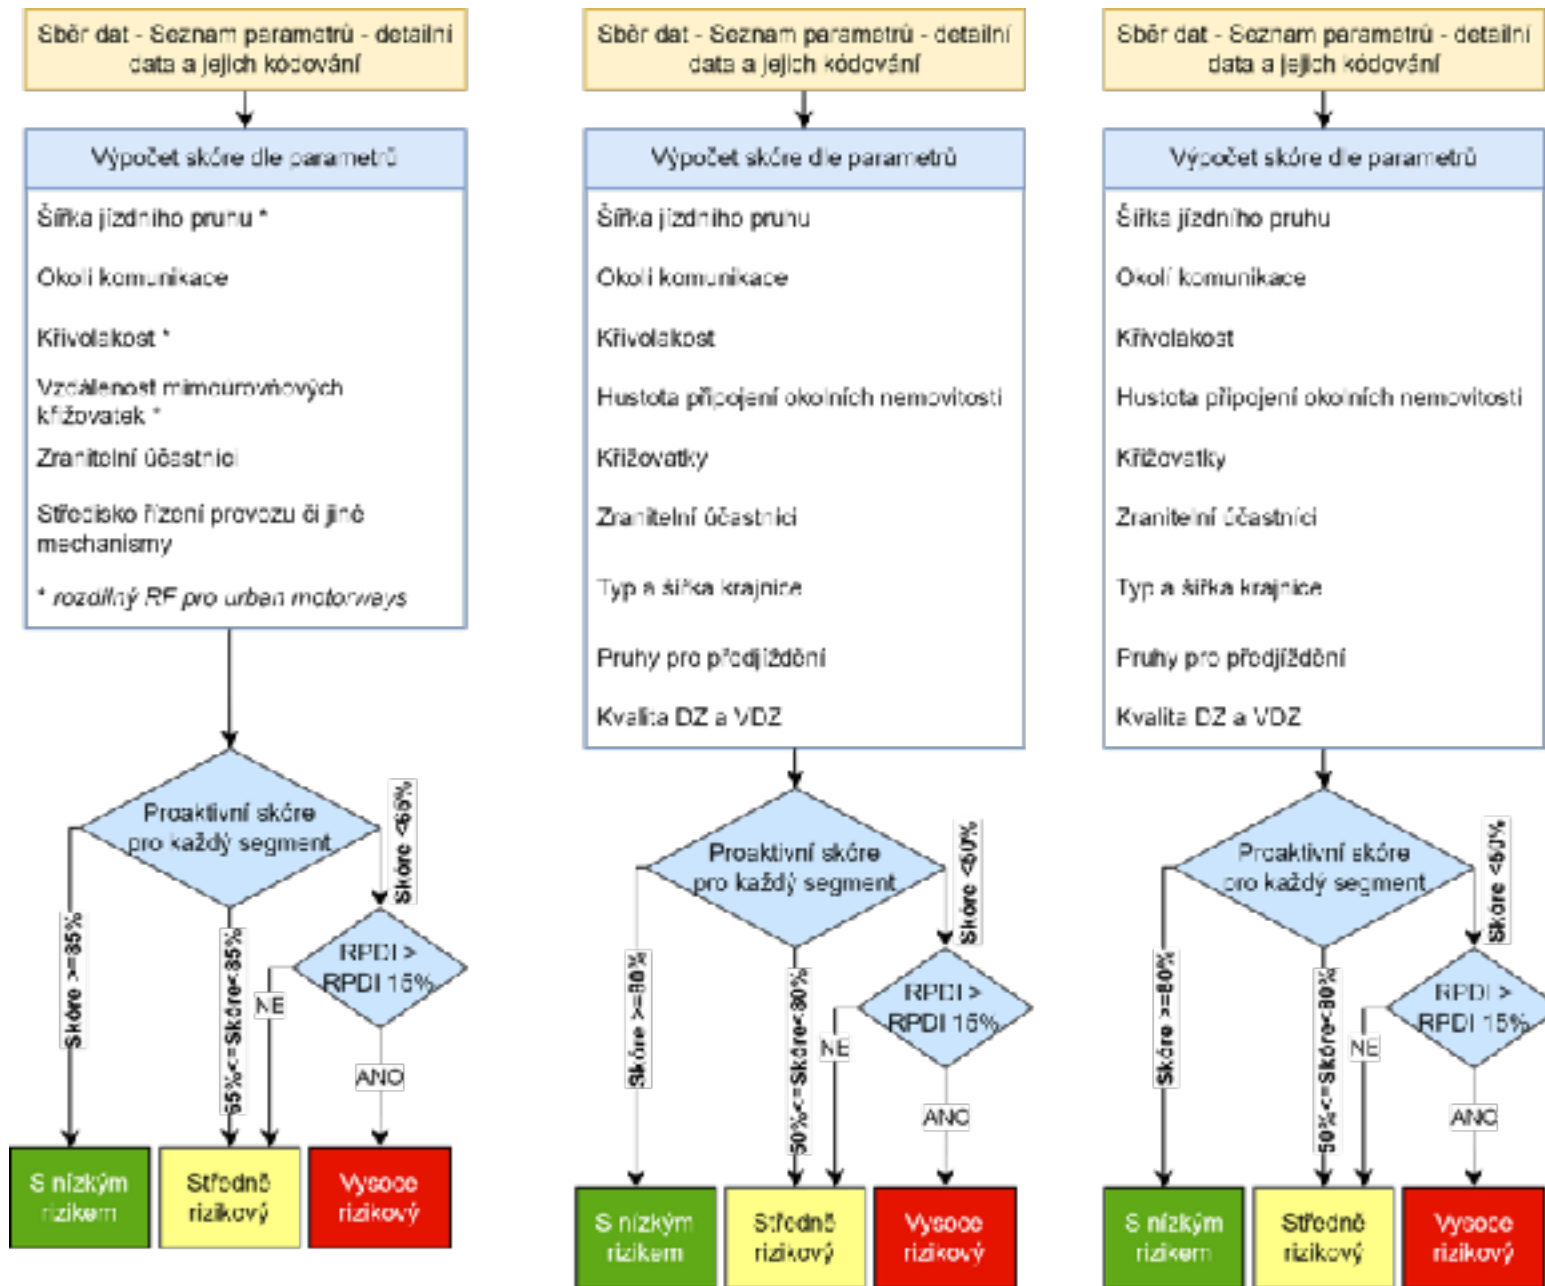 Sběr dat - Seznam parametrů - detailní
data a jejich kódování
Výpočet skóre dle parametrů
Šířka jízdního pruhu *
Okolí komunikace
Křivolakost *
Vzdálenost mimoúrovňových
křižovatek *
Zranitelní účastníci
Středisko řízení provozu či jiné
mechanismy
* rozdílný RF pro urban motorways
Proaktivní skóre
pro každý segment
Skóre >=85%
65%<=Skóre<85%
Skóre <65%
RPDI >
RPDI 15%
NE
ANO
S nízkým
rizikem
Středně
rizikový
Vysoce
rizikový
Sběr dat - Seznam parametrů - detailní
data a jejich kódování
Výpočet skóre dle parametrů
Šířka jízdního pruhu
Okolí komunikace
Křivolakost
Hustota připojení okolních nemovitostí
Křižovatky
Zranitelní účastníci
Typ a šířka krajnice
Pruhy pro předjíždění
Kvalita DZ a VDZ
Proaktivní skóre
pro každý segment
Skóre >=80%
50%<=Skóre<80%
Skóre <50%
RPDI >
RPDI 15%
NE
ANO
S nízkým
rizikem
Středně
rizikový
Vysoce
rizikový
Sběr dat - Seznam parametrů - detailní
data a jejich kódování
Výpočet skóre dle parametrů
Šířka jízdního pruhu
Okolí komunikace
Křivolakost
Hustota připojení okolních nemovitostí
Křižovatky
Zranitelní účastníci
Typ a šířka krajnice
Pruhy pro předjíždění
Kvalita DZ a VDZ
Proaktivní skóre
pro každý segment
Skóre >=80%
50%<=Skóre<80%
Skóre <50%
RPDI >
RPDI 15%
NE
ANO
S nízkým
rizikem
Středně
rizikový
Vysoce
rizikový